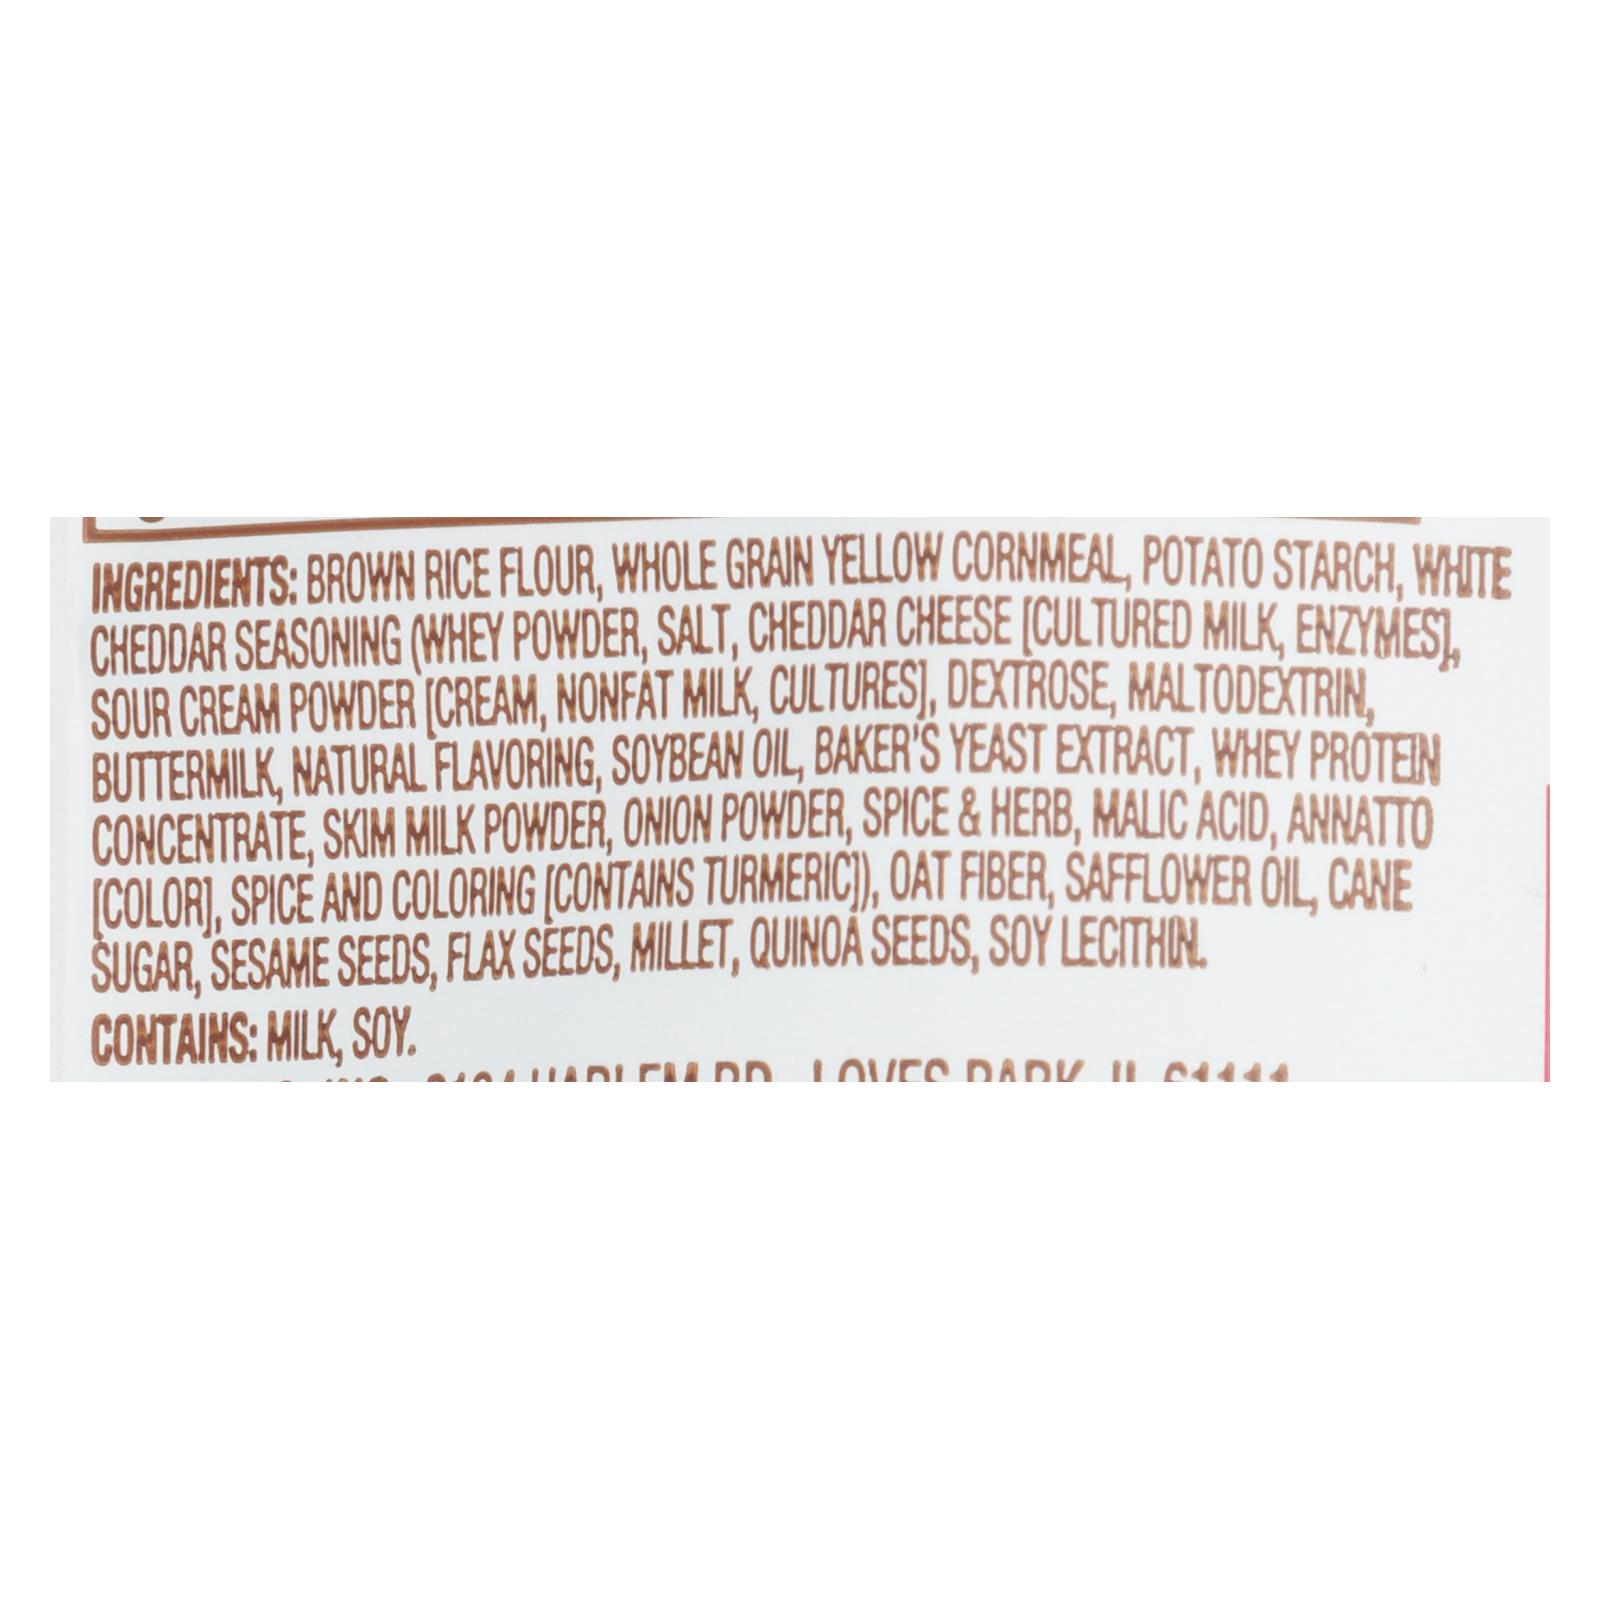 INGREDIENTS: BROWN RICE FLOUR, WHOLE GRAIN YELLOW CORNMEAL, POTATO STARCH, WHITE
CHEDDAR SEASONING (WHEY POWDER, SALT, CHEDDAR CHEESE [CULTURED MILK, ENZYMES],
SOUR CREAM POWDER [CREAM, NONFAT MILK, CULTURES], DEXTROSE, MALTODEXTRIN,
BUTTERMILK, NATURAL FLAVORING, SOYBEAN OIL, BAKER'S YEAST EXTRACT, WHEY PROTEIN
CONCENTRATE, SKIM MILK POWDER, ONION POWDER, SPICE & HERB, MALIC ACID, ANNATTO
[COLOR], SPICE AND COLORING [CONTAINS TURMERIC]), OAT FIBER, SAFFLOWER OIL, CANE
SUGAR, SESAME SEEDS, FLAX SEEDS, MILLET, QUINOA SEEDS, SOY LECITHIN.
CONTAINS: MILK, SOY.
HARLEM RD LOVES PARK, IL 61111